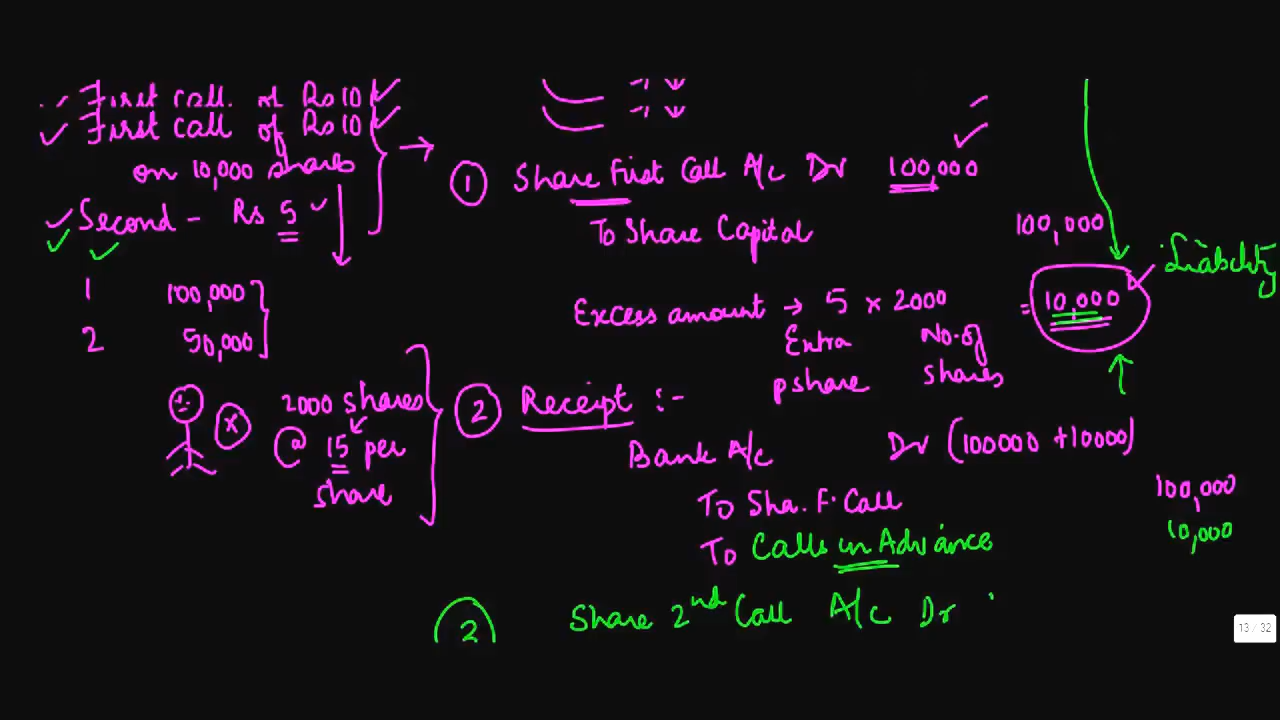 First call of Rs 10
First call of Rs 10
on 10,000 shares
Second - Rs 5
1 100,000
2 50,000
2000 shares
@ 15 per
share
x
① Share First Call A/c Dr 100,000
To Share Capital 100,000
Excess amount → 5 x 2000 = 10,000
Extra No. of
pshare shares
Liability
② Receipt :-
Bank A/c Dr (100000 + 10000)
To Sha. F. Call 100,000
To Calls in Advance 10,000
2 Share 2nd Call A/c Dr
13 / 32